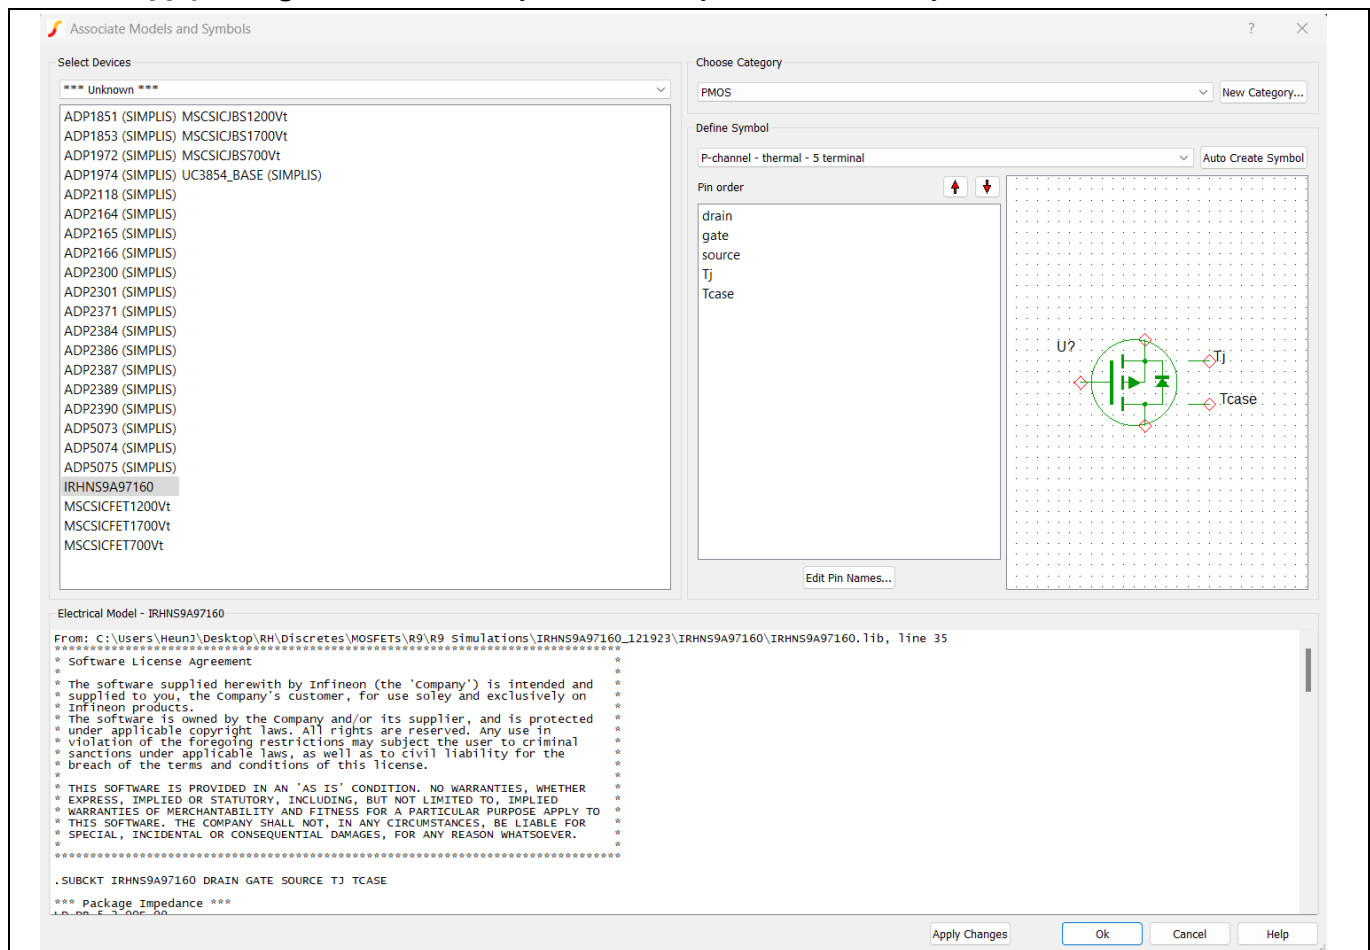 Associate Models and Symbols
? ×
Select Devices
*** Unknown ***
ADP1851 (SIMPLIS) MSCSICJBS1200Vt
ADP1853 (SIMPLIS) MSCSICJBS1700Vt
ADP1972 (SIMPLIS) MSCSICJBS700Vt
ADP1974 (SIMPLIS) UC3854_BASE (SIMPLIS)
ADP2118 (SIMPLIS)
ADP2164 (SIMPLIS)
ADP2165 (SIMPLIS)
ADP2166 (SIMPLIS)
ADP2300 (SIMPLIS)
ADP2301 (SIMPLIS)
ADP2371 (SIMPLIS)
ADP2384 (SIMPLIS)
ADP2386 (SIMPLIS)
ADP2387 (SIMPLIS)
ADP2389 (SIMPLIS)
ADP2390 (SIMPLIS)
ADP5073 (SIMPLIS)
ADP5074 (SIMPLIS)
ADP5075 (SIMPLIS)
IRHNS9A97160
MSCSICFET1200Vt
MSCSICFET1700Vt
MSCSICFET700Vt
Choose Category
PMOS
New Category...
Define Symbol
P-channel - thermal - 5 terminal
Auto Create Symbol
Pin order
drain
gate
source
Tj
Tcase
U?
Tj
Tcase
Edit Pin Names...
Electrical Model - IRHNS9A97160
From: C:\Users\HeunJ\Desktop\RH\Discretes\MOSFETs\R9\R9 Simulations\IRHNS9A97160_121923\IRHNS9A97160\IRHNS9A97160.lib, line 35
********************************************************************************
* Software License Agreement *
* *
* The software supplied herewith by Infineon (the 'Company') is intended and *
* supplied to you, the Company's customer, for use soley and exclusively on *
* Infineon products. *
* The software is owned by the Company and/or its supplier, and is protected *
* under applicable copyright laws. All rights are reserved. Any use in *
* violation of the foregoing restrictions may subject the user to criminal *
* sanctions under applicable laws, as well as to civil liability for the *
* breach of the terms and conditions of this license. *
* *
* THIS SOFTWARE IS PROVIDED IN AN 'AS IS' CONDITION. NO WARRANTIES, WHETHER *
* EXPRESS, IMPLIED OR STATUTORY, INCLUDING, BUT NOT LIMITED TO, IMPLIED *
* WARRANTIES OF MERCHANTABILITY AND FITNESS FOR A PARTICULAR PURPOSE APPLY TO *
* THIS SOFTWARE. THE COMPANY SHALL NOT, IN ANY CIRCUMSTANCES, BE LIABLE FOR *
* SPECIAL, INCIDENTAL OR CONSEQUENTIAL DAMAGES, FOR ANY REASON WHATSOEVER. *
* *
********************************************************************************
.SUBCKT IRHNS9A97160 DRAIN GATE SOURCE TJ TCASE
*** Package Impedance ***
Apply Changes
Ok
Cancel
Help